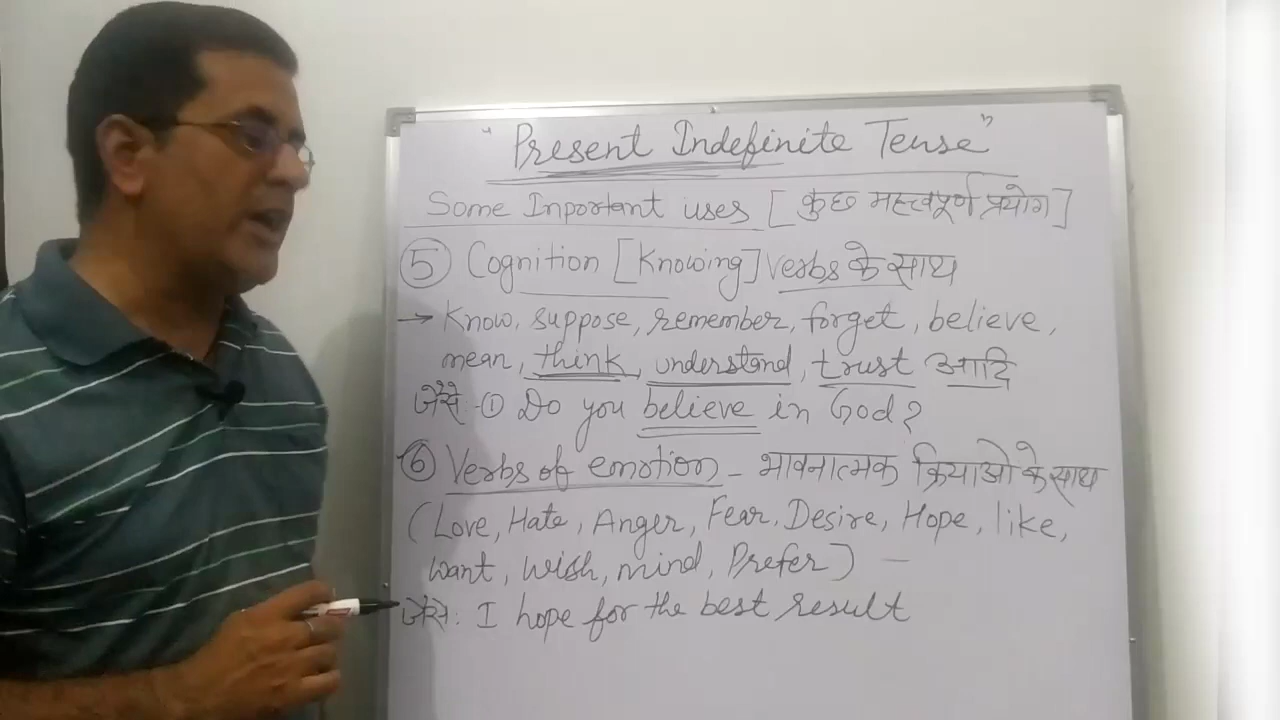 "Present Indefinite Tense"
Some Inportant uses [कुछ महत्त्वपूर्ण प्रयोग]
⑤ Cognition [Knowing] Verbs के साथ
→ Know, suppose, remember, forget, believe,
mean, think, understand, trust आदि
जैसे :- ① Do you believe in God?
⑥ Verbs of emotion - भावनात्मक क्रियाओ के साथ
(Love, Hate, Anger, Fear, Desire, Hope, like,
want, wish, mind, Prefer) —
जैसे : I hope for the best result